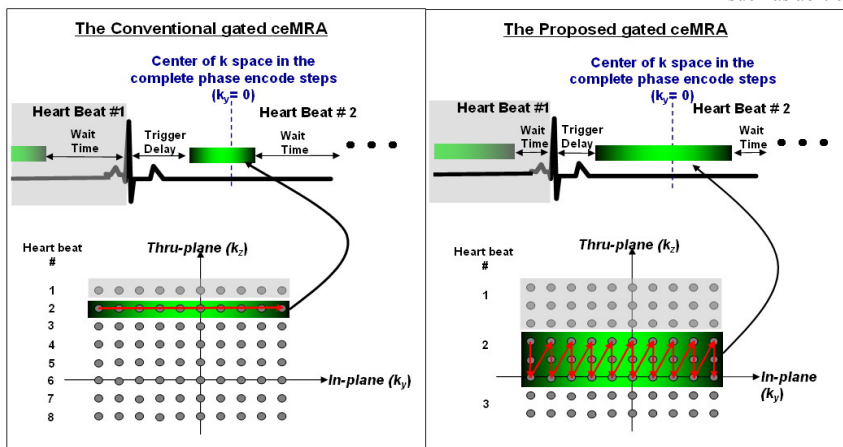 The Conventional gated ceMRA
Center of k space in the
complete phase encode steps
(ky= 0)
Heart Beat #1
Heart Beat # 2
Wait
Time
Trigger
Delay
Wait
Time
Heart beat
#
Thru-plane (kz)
1
2
3
4
5
6
7
8
In-plane (ky)
The Proposed gated ceMRA
Center of k space in the
complete phase encode steps
(ky= 0)
Heart Beat #1
Heart Beat # 2
Wait
Time
Trigger
Delay
Wait
Time
Heart beat
#
Thru-plane (kz)
1
2
3
In-plane
(ky)